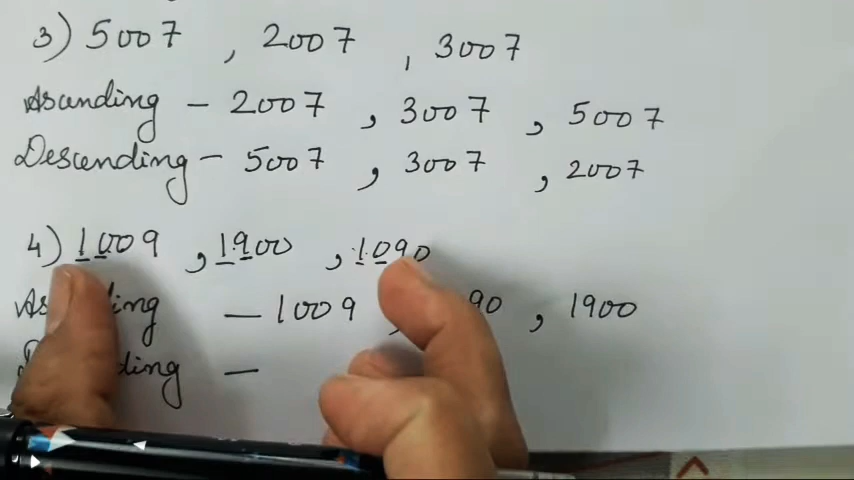 3) 5007 , 2007 , 3007
Ascending - 2007 , 3007 , 5007
Descending - 5007 , 3007 , 2007
4) 1009 , 1900 , 1090
- 1009 , 1900
-